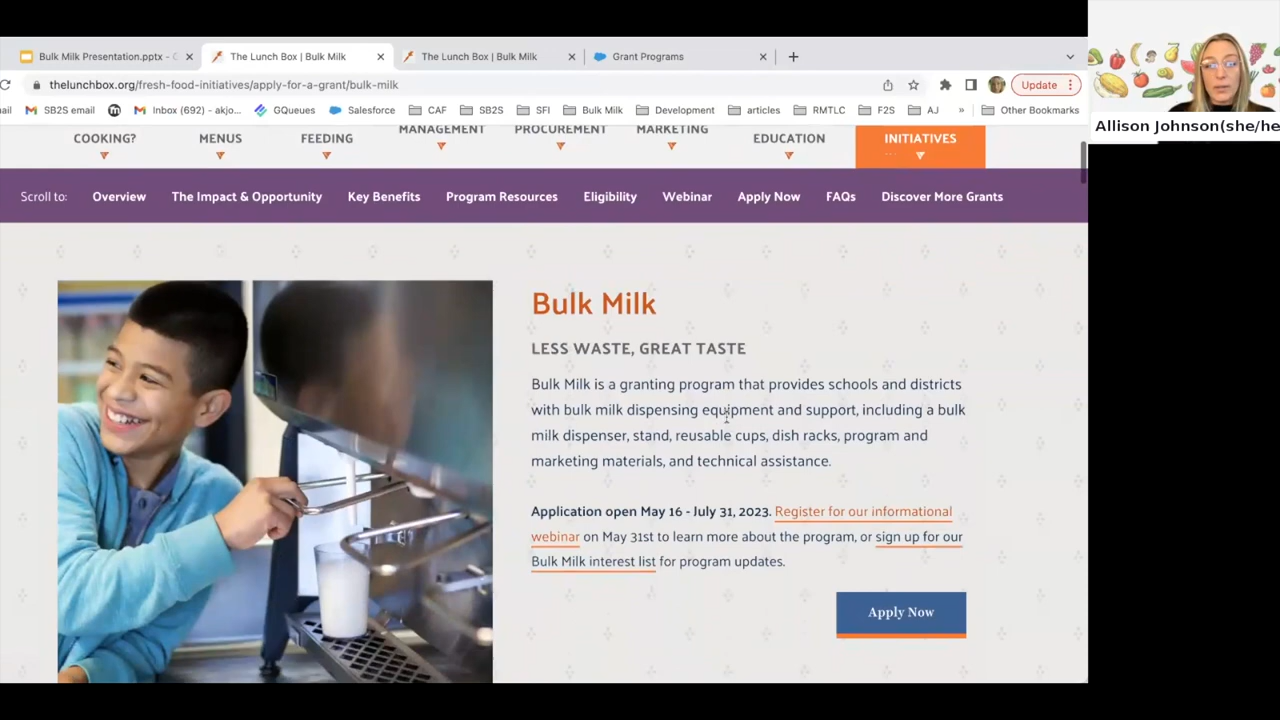 Bulk Milk Presentation.pptx - G
The Lunch Box | Bulk Milk
The Lunch Box | Bulk Milk
Grant Programs
thelunchbox.org/fresh-food-initiatives/apply-for-a-grant/bulk-milk
Update
ail
SB2S email
Inbox (692) - akjo...
GQueues
Salesforce
CAF
SB2S
SFI
Bulk Milk
Development
articles
RMTLC
F2S
AJ
»
Other Bookmarks
Allison Johnson(she/he
COOKING?
MENUS
FEEDING
MANAGEMENT
PROCUREMENT
MARKETING
EDUCATION
INITIATIVES
Scroll to:
Overview
The Impact & Opportunity
Key Benefits
Program Resources
Eligibility
Webinar
Apply Now
FAQs
Discover More Grants
Bulk Milk
LESS WASTE, GREAT TASTE
Bulk Milk is a granting program that provides schools and districts
with bulk milk dispensing equipment and support, including a bulk
milk dispenser, stand, reusable cups, dish racks, program and
marketing materials, and technical assistance.
Application open May 16 - July 31, 2023. Register for our informational
webinar on May 31st to learn more about the program, or sign up for our
Bulk Milk interest list for program updates.
Apply Now